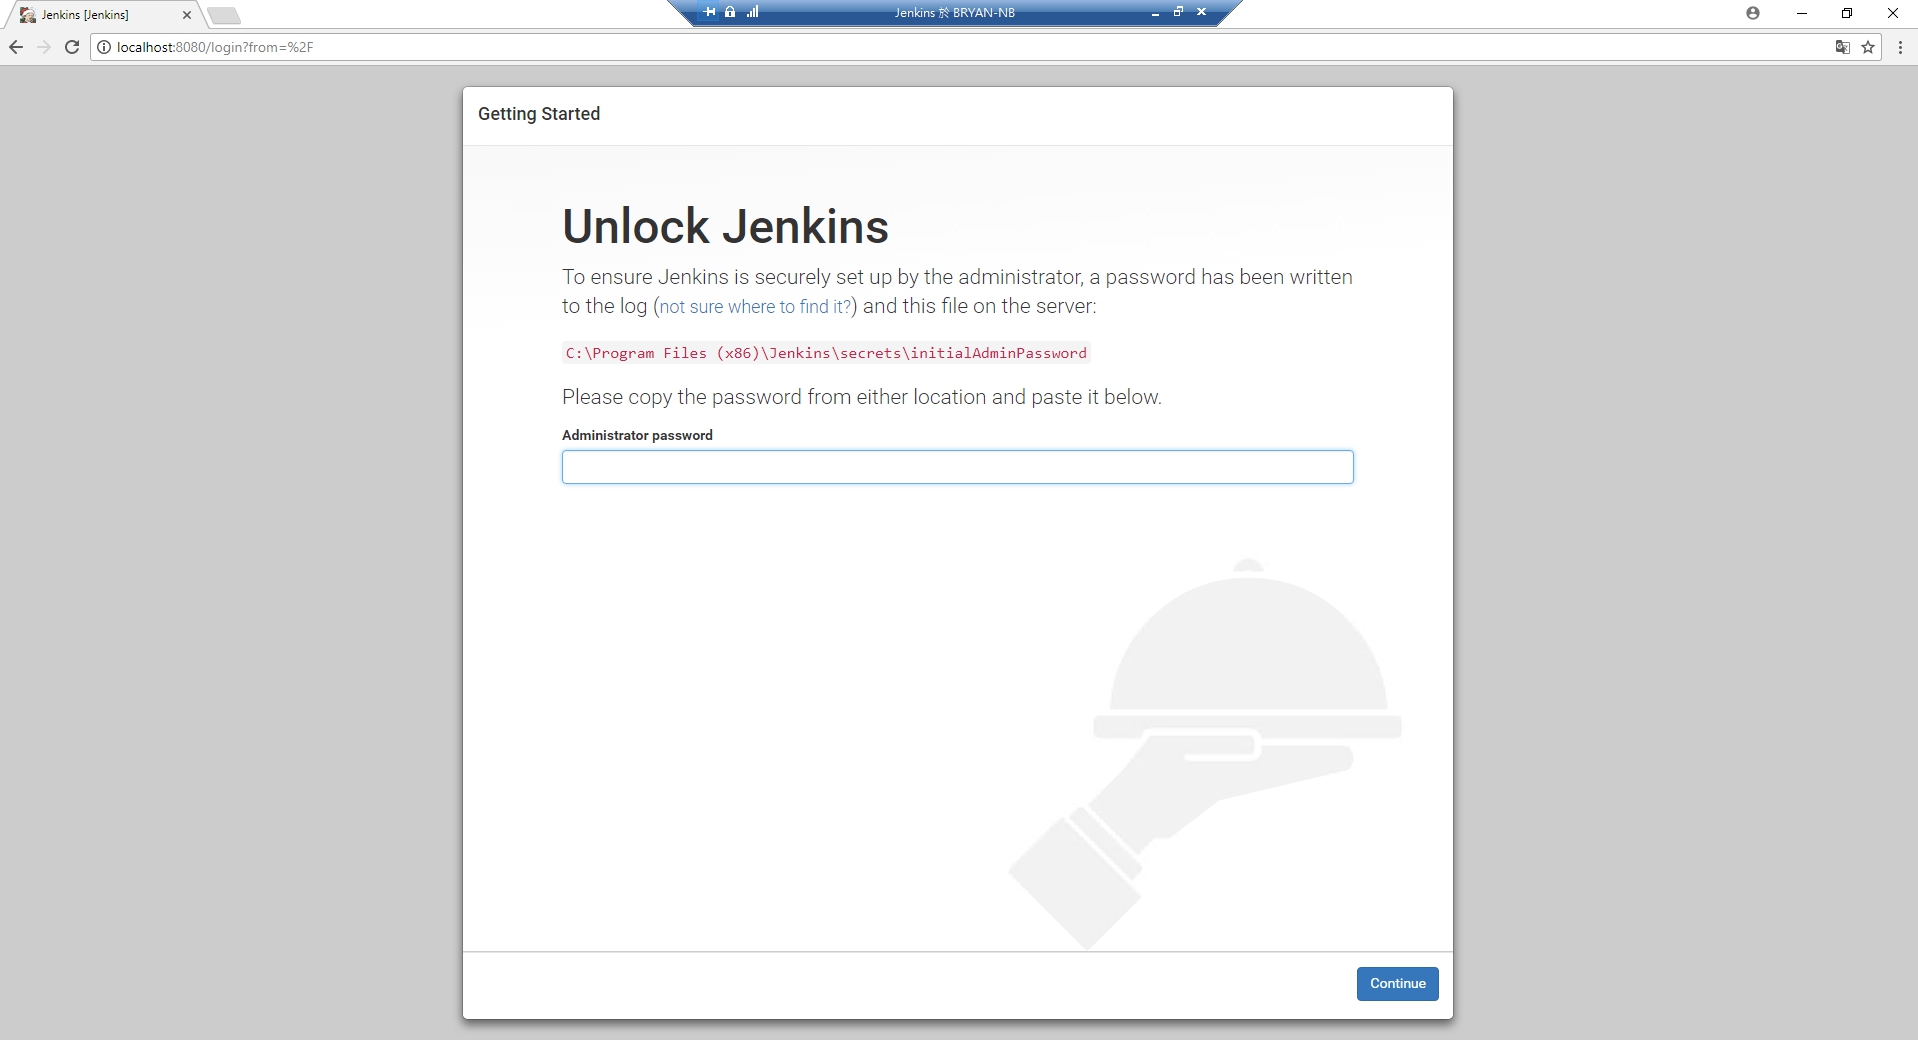 Jenkins [Jenkins]
Jenkins 於 BRYAN-NB
localhost:8080/login?from=%2F
Getting Started
Unlock Jenkins
To ensure Jenkins is securely set up by the administrator, a password has been written
to the log (not sure where to find it?) and this file on the server:
C:\Program Files (x86)\Jenkins\secrets\initialAdminPassword
Please copy the password from either location and paste it below.
Administrator password
Continue